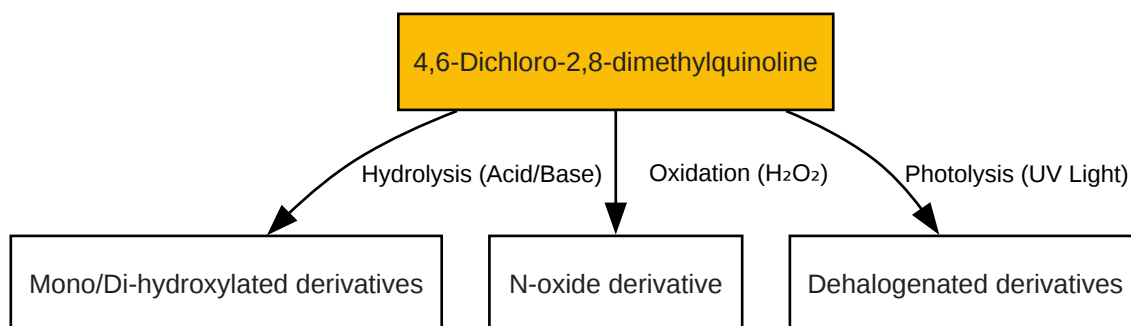 4,6-Dichloro-2,8-dimethylquinoline
Hydrolysis (Acid/Base)
Oxidation (H₂O₂)
Photolysis (UV Light)
Mono/Di-hydroxylated derivatives
N-oxide derivative
Dehalogenated derivatives